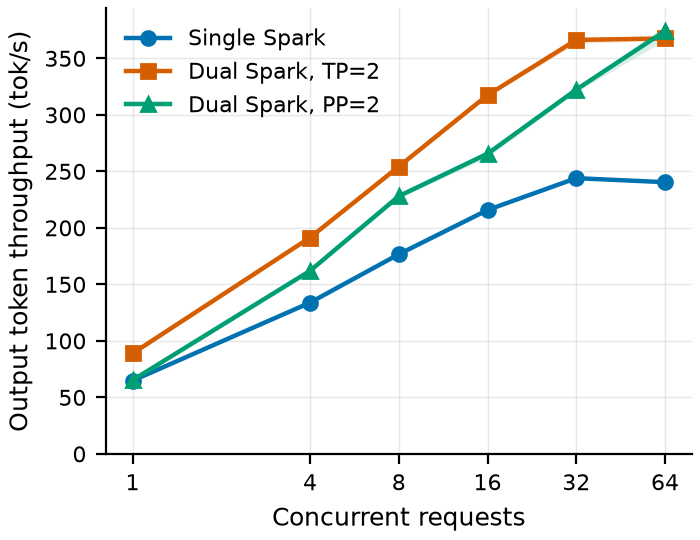 Output token throughput (tok/s)
350
300
250
200
150
100
50
0
Single Spark
Dual Spark, TP=2
Dual Spark, PP=2
1 4 8 16 32 64
Concurrent requests